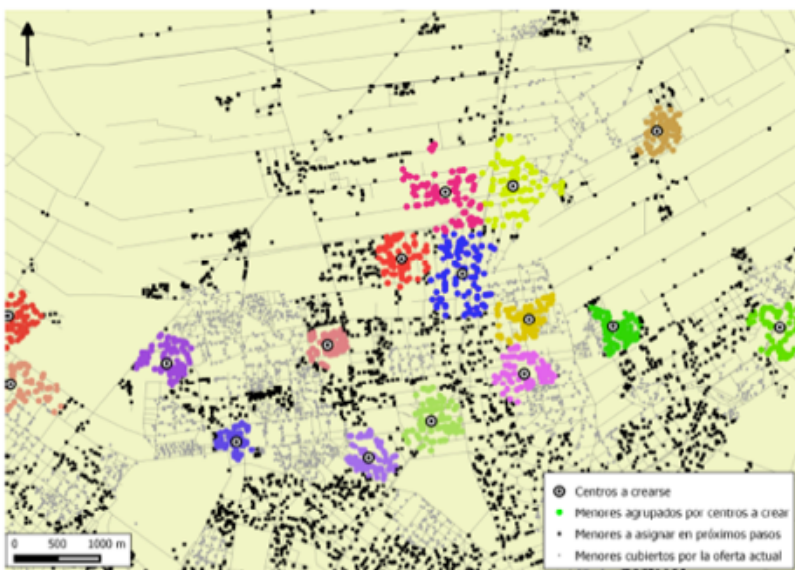 Centros a crearse
Menores agrupados por centros a crear
Menores a asignar en próximos pasos
Menores cubiertos por la oferta actual
0 500 1000 m